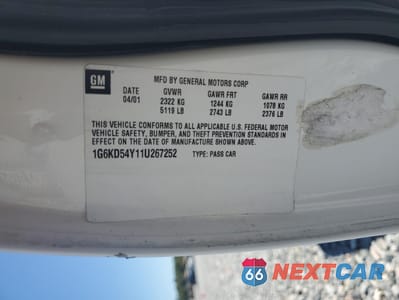 GM
MFD BY GENERAL MOTORS CORP
DATE GVWR GAWR FRT GAWR RR
04/01 2322 KG 1244 KG 1078 KG
5119 LB 2743 LB 2376 LB
THIS VEHICLE CONFORMS TO ALL APPLICABLE U.S. FEDERAL MOTOR
VEHICLE SAFETY, BUMPER, AND THEFT PREVENTION STANDARDS IN
EFFECT ON THE DATE OF MANUFACTURE SHOWN ABOVE.
1G6KD54Y11U267252 TYPE: PASS CAR
66 NEXTCAR